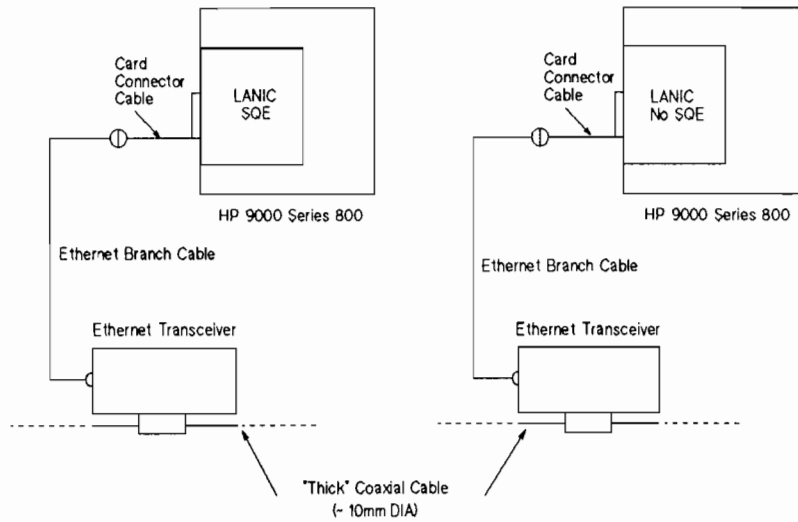 Card
Connector
Cable
LANIC
SQE
HP 9000 Series 800
Ethernet Branch Cable
Ethernet Transceiver
Card
Connector
Cable
LANIC
No SQE
HP 9000 Series 800
Ethernet Branch Cable
Ethernet Transceiver
"Thick" Coaxial Cable
(~ 10mm DIA)